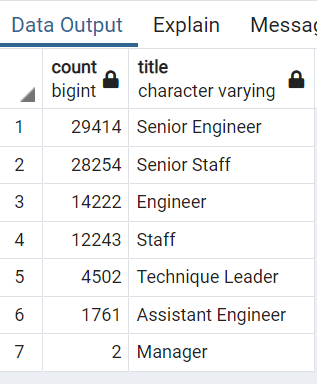 Data Output Explain Messag
count title
bigint character varying
1 29414 Senior Engineer
2 28254 Senior Staff
3 14222 Engineer
4 12243 Staff
5 4502 Technique Leader
6 1761 Assistant Engineer
7 2 Manager